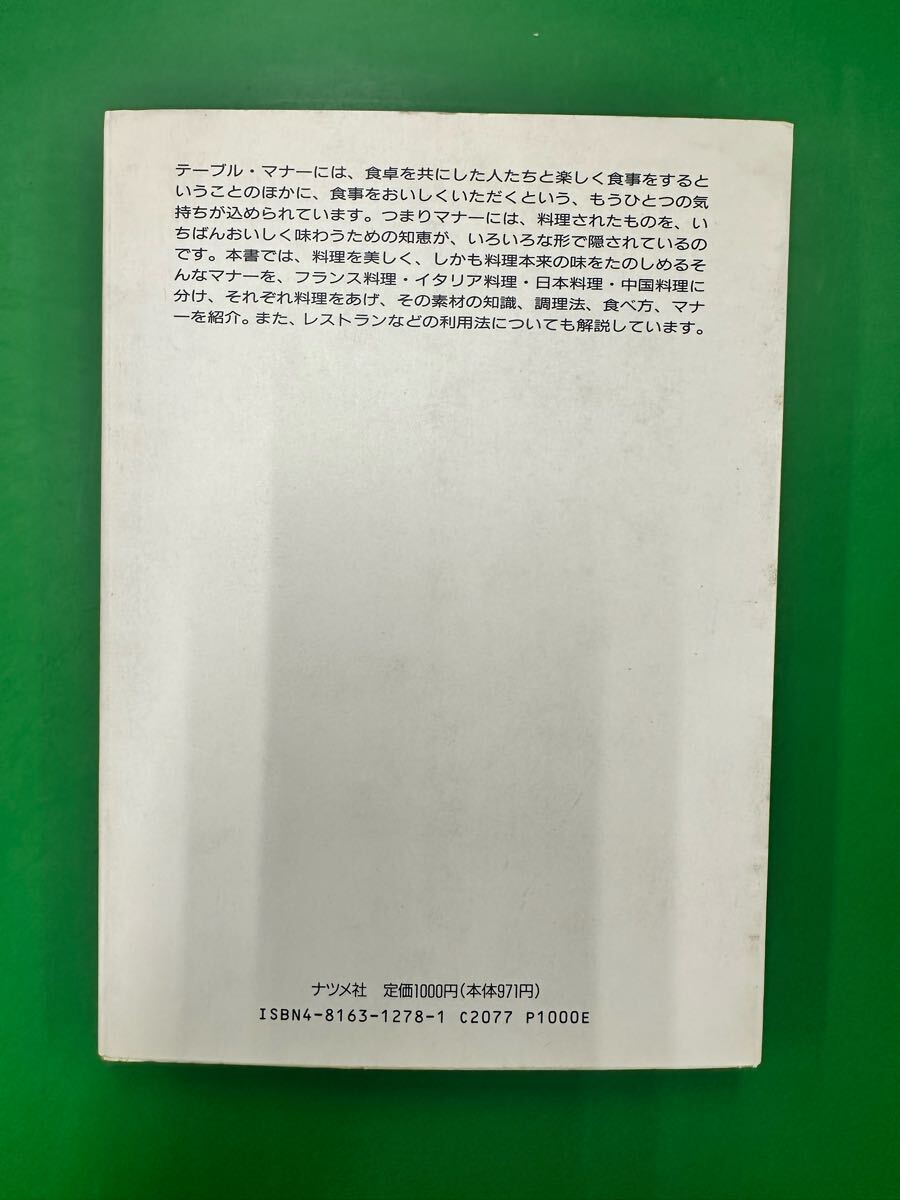 テーブル・マナーには、食卓を共にした人たちと楽しく食事をすると
いうことのほかに、食事をおいしくいただくという、もうひとつの気
持ちが込められています。つまりマナーには、料理されたものを、い
ちばんおいしく味わうための知恵が、いろいろな形で隠されているの
です。本書では、料理を美しく、しかも料理本来の味をたのしめるそ
んなマナーを、フランス料理・イタリア料理・日本料理・中国料理に
分け、それぞれ料理をあげ、その素材の知識、調理法、食べ方、マナ
ーを紹介。また、レストランなどの利用法についても解説しています。
ナツメ社 定価1000円(本体971円)
ISBN4-8163-1278-1 C2077 P1000E